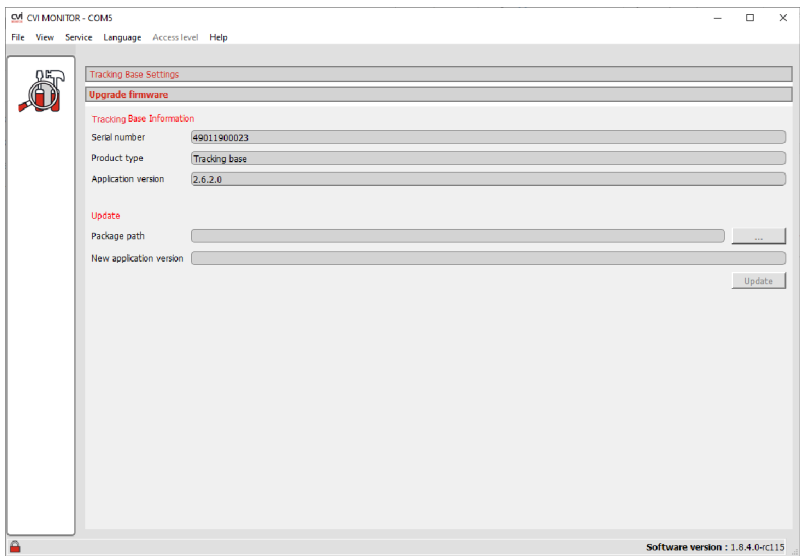 cvi CVI MONITOR - COM5
File View Service Language Access level Help
Tracking Base Settings
Upgrade firmware
Tracking Base Information
Serial number 49011900023
Product type Tracking base
Application version 2.6.2.0
Update
Package path ...
New application version
Update
Software version : 1.8.4.0-rc115